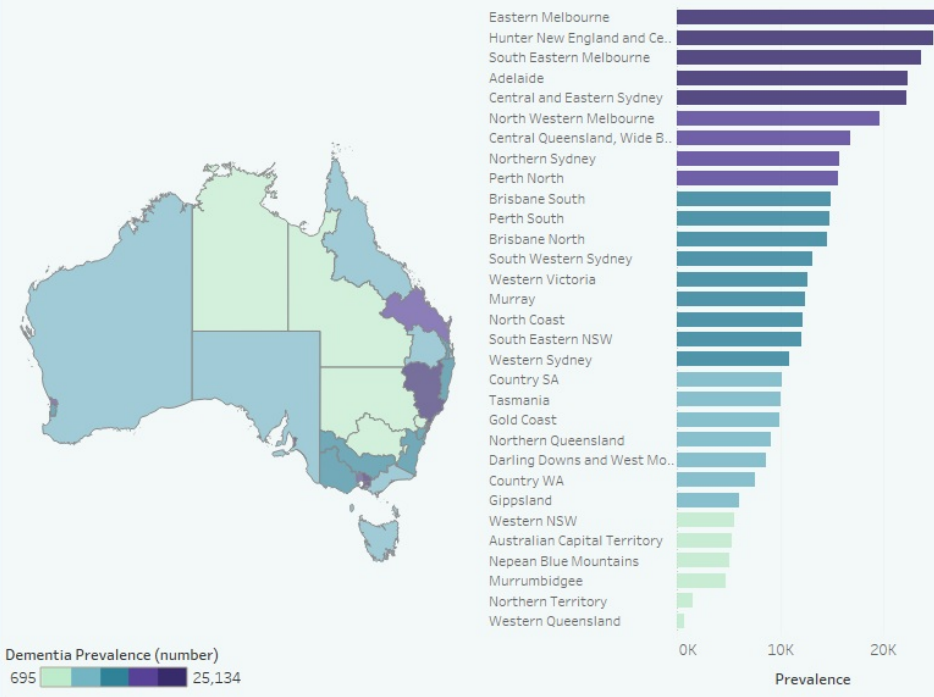 Eastern Melbourne
Hunter New England and Ce..
South Eastern Melbourne
Adelaide
Central and Eastern Sydney
North Western Melbourne
Central Queensland, Wide B..
Northern Sydney
Perth North
Brisbane South
Perth South
Brisbane North
South Western Sydney
Western Victoria
Murray
North Coast
South Eastern NSW
Western Sydney
Country SA
Tasmania
Gold Coast
Northern Queensland
Darling Downs and West Mo..
Country WA
Gippsland
Western NSW
Australian Capital Territory
Nepean Blue Mountains
Murrumbidgee
Northern Territory
Western Queensland
0K 10K 20K
Prevalence
Dementia Prevalence (number)
695 25,134